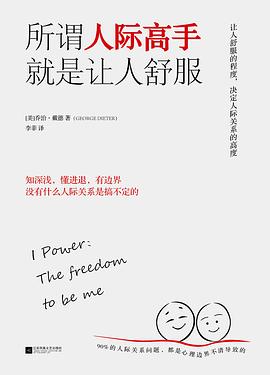 所谓人际高手
就是让人舒服
让人舒服的程度，决定人际关系的高度
[美]乔治·戴德 著 (GEORGE DIETER)
李菲 译
知深浅，懂进退，有边界
没有什么人际关系是搞不定的
I Power:
The freedom
to be me
90%的人际关系问题，都是心理边界不清导致的